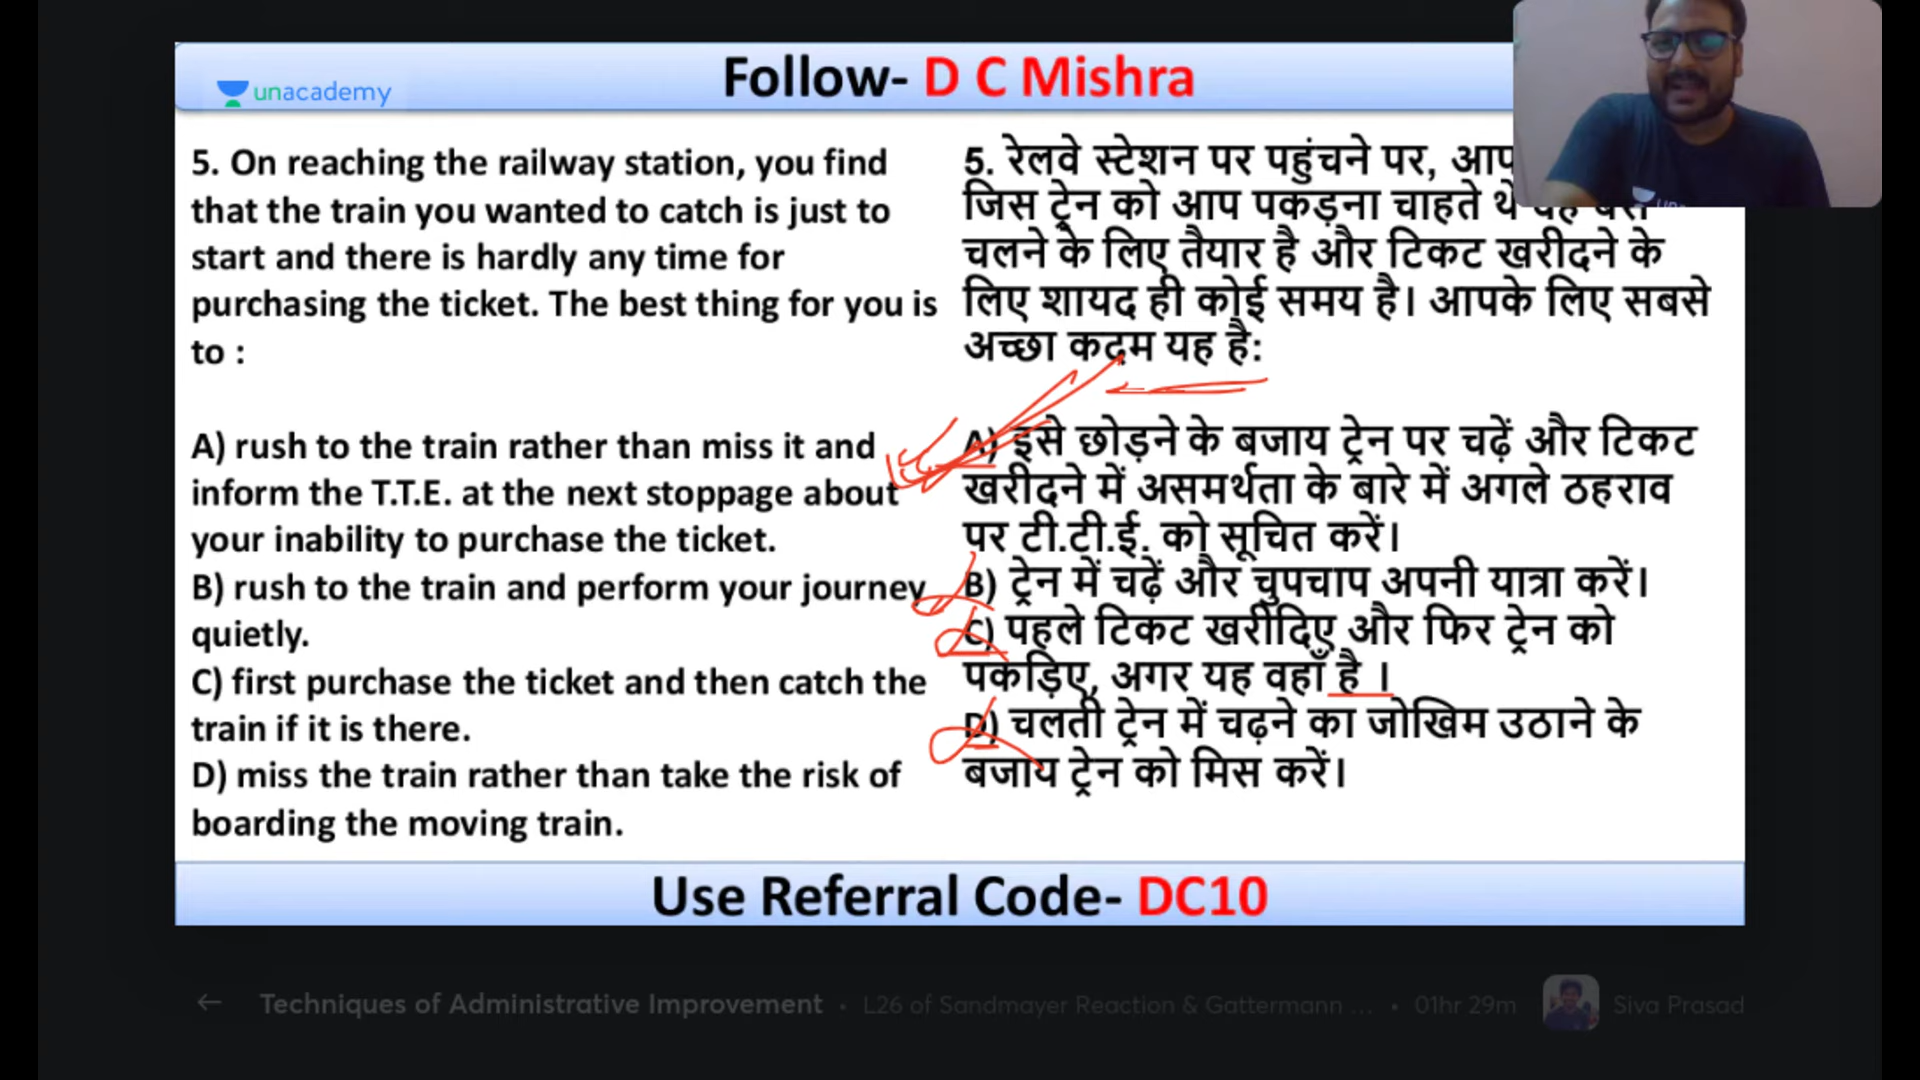 unacademy
Follow- D C Mishra
5. On reaching the railway station, you find
that the train you wanted to catch is just to
start and there is hardly any time for
purchasing the ticket. The best thing for you is
to :
A) rush to the train rather than miss it and
inform the T.T.E. at the next stoppage about
your inability to purchase the ticket.
B) rush to the train and perform your journey
quietly.
C) first purchase the ticket and then catch the
train if it is there.
D) miss the train rather than take the risk of
boarding the moving train.
5. रेलवे स्टेशन पर पहुंचने पर, आप
जिस ट्रेन को आप पकड़ना चाहते थे वह बस
चलने के लिए तैयार है और टिकट खरीदने के
लिए शायद ही कोई समय है। आपके लिए सबसे
अच्छा कदम यह है:
A) इसे छोड़ने के बजाय ट्रेन पर चढ़ें और टिकट
खरीदने में असमर्थता के बारे में अगले ठहराव
पर टी.टी.ई. को सूचित करें।
B) ट्रेन में चढ़ें और चुपचाप अपनी यात्रा करें।
C) पहले टिकट खरीदिए और फिर ट्रेन को
पकड़िए, अगर यह वहाँ है ।
D) चलती ट्रेन में चढ़ने का जोखिम उठाने के
बजाय ट्रेन को मिस करें।
Use Referral Code- DC10
Techniques of Administrative Improvement • L26 of Sandmayer Reaction & Gattermann ... • 01hr 29m Siva Prasad